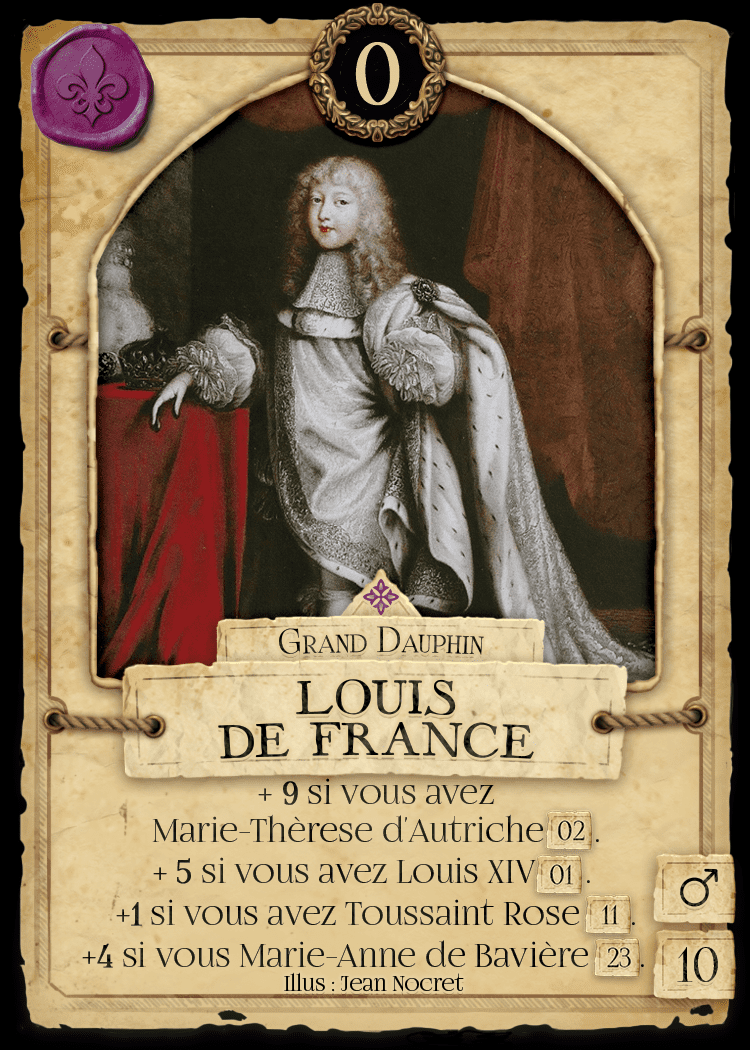 0
GRAND DAUPHIN
LOUIS
DE FRANCE
+ 9 si vous avez
Marie-Thèrese d'Autriche 02 .
+ 5 si vous avez Louis XIV 01 .
+1 si vous avez Toussaint Rose 11 .
+4 si vous Marie-Anne de Bavière 23 .
Illus : Jean Nocret
♂
10